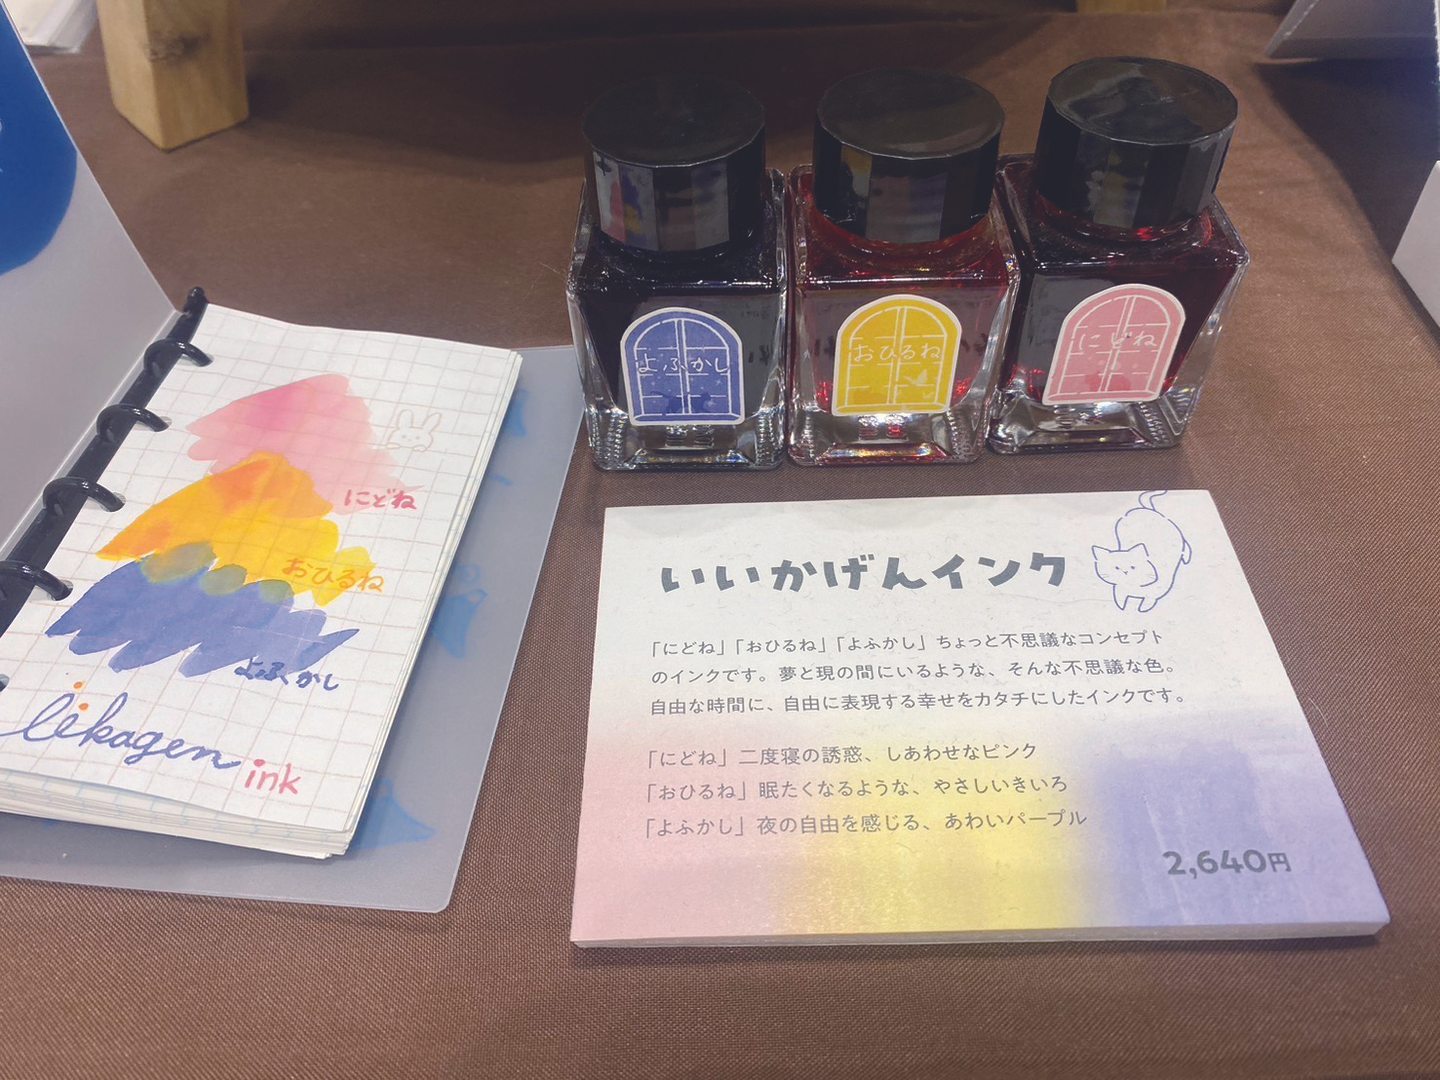 にどね
おひるね
よふかし
iikagen
ink
よふかし
おひるね
にどね
いいかげんインク
「にどね」「おひるね」「よふかし」ちょっと不思議なコンセプト
のインクです。夢と現の間にいるような、そんな不思議な色。
自由な時間に、自由に表現する幸せをカタチにしたインクです。
「にどね」二度寝の誘惑、しあわせなピンク
「おひるね」眠たくなるような、やさしいきいろ
「よふかし」夜の自由を感じる、あわいパープル
2,640円